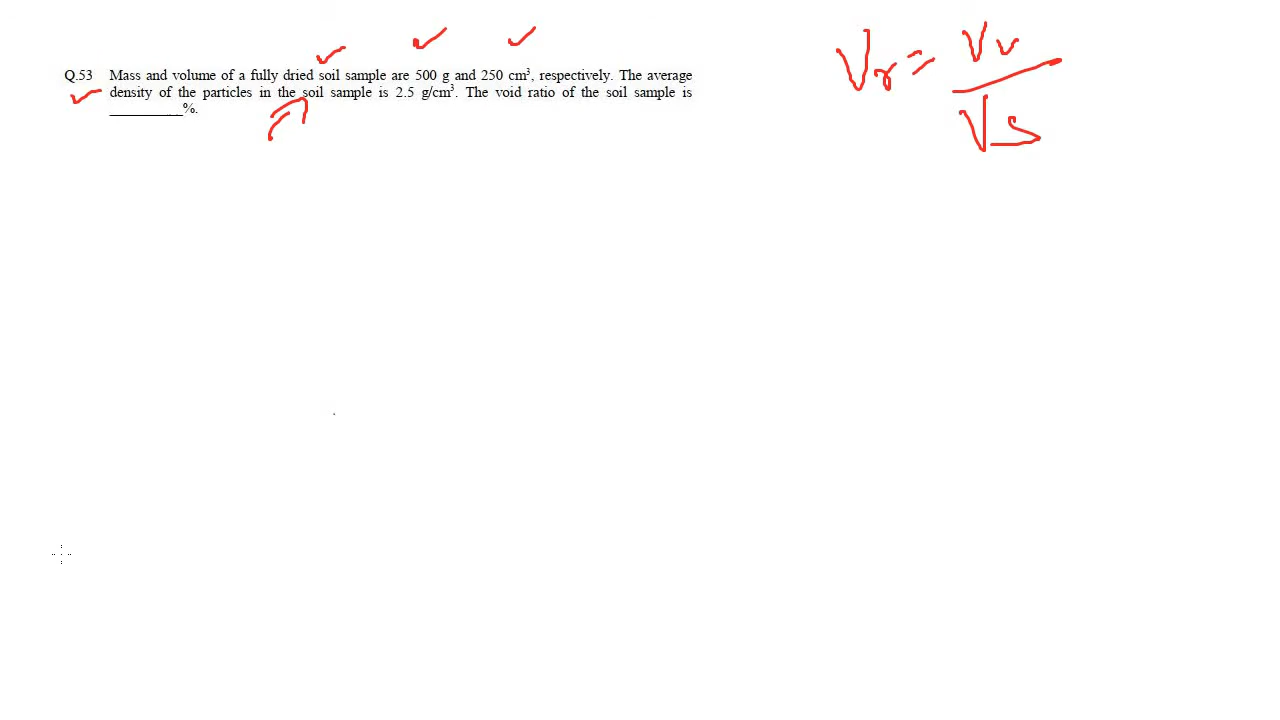 Q.53 Mass and volume of a fully dried soil sample are 500 g and 250 cm³, respectively. The average
density of the particles in the soil sample is 2.5 g/cm³. The void ratio of the soil sample is
__________%.
Vr = Vv
Vs